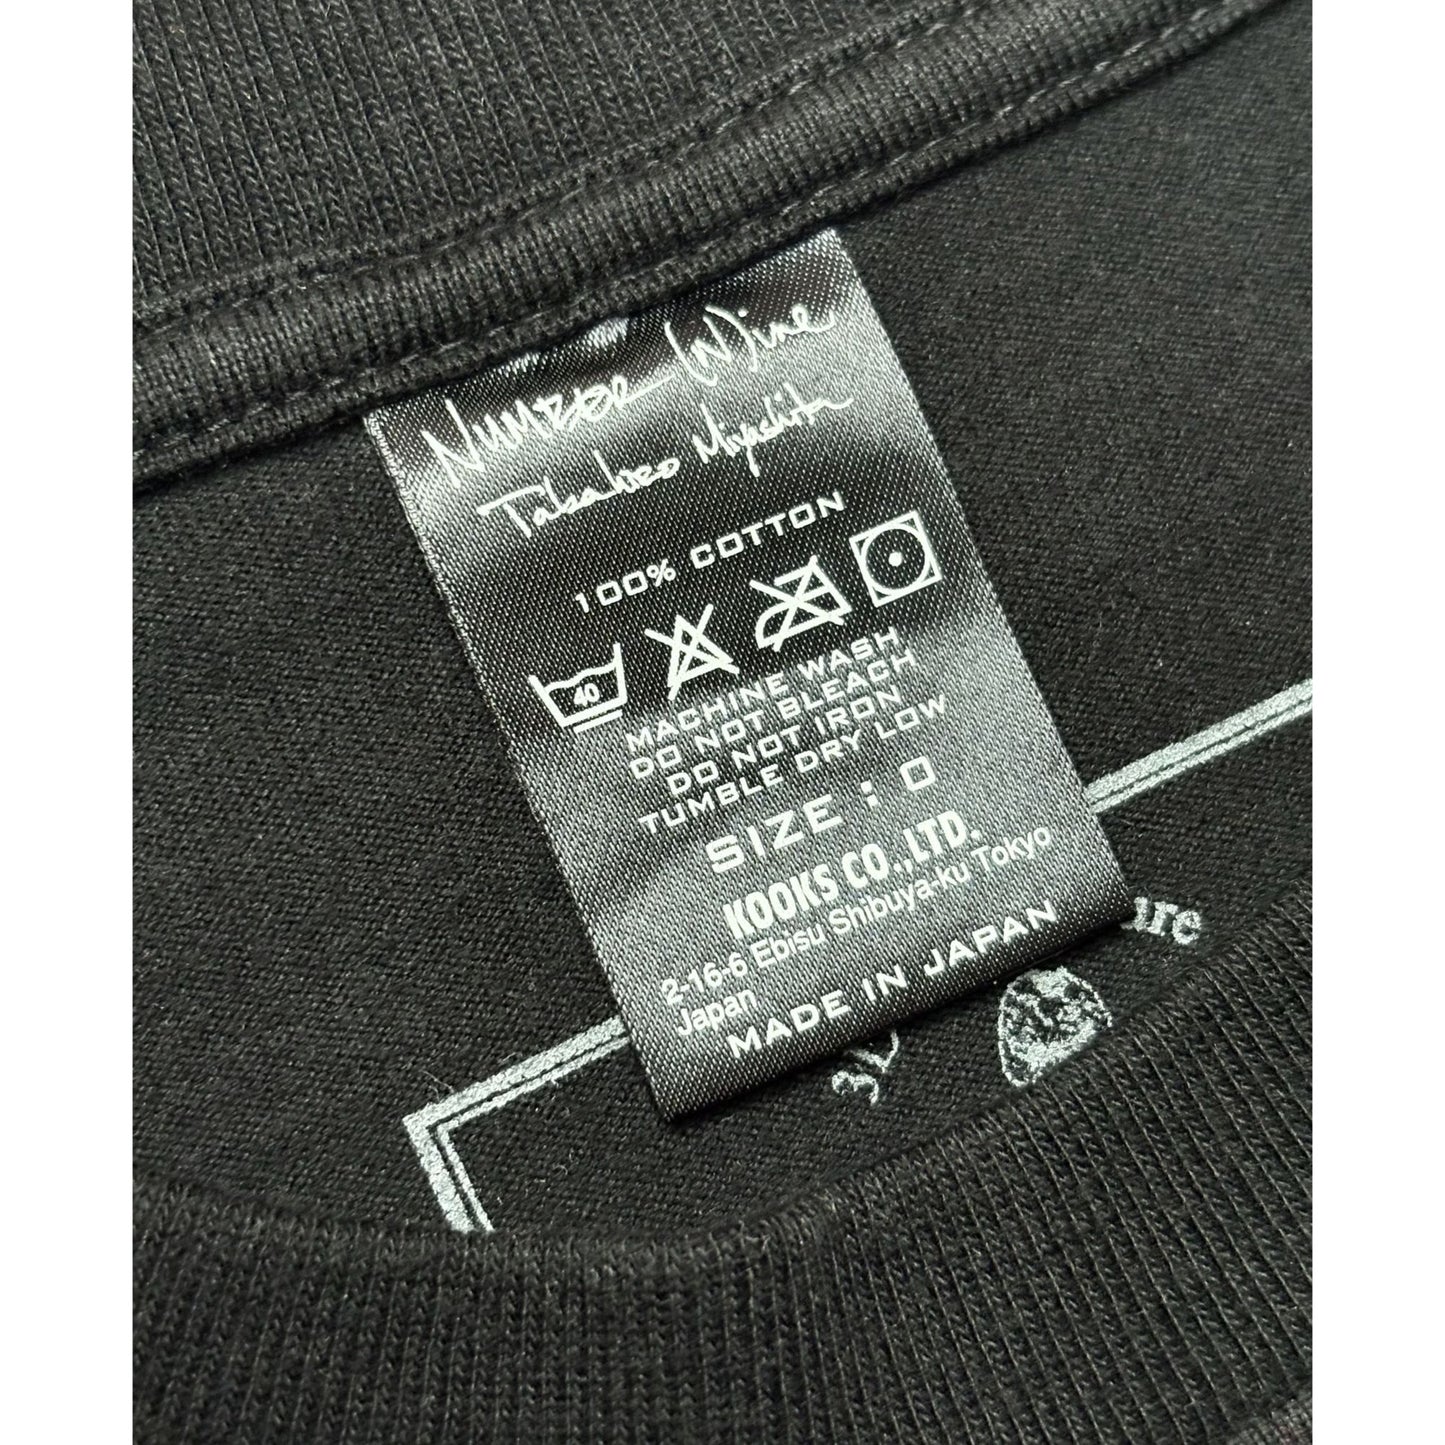 Number (N)ine
Takahiro Miyashita
100% COTTON
40
MACHINE WASH
DO NOT BLEACH
DO NOT IRON
TUMBLE DRY LOW
SIZE : 0
KOOKS CO.,LTD.
2-16-6 Ebisu Shibuya-ku Tokyo
Japan
MADE IN JAPAN